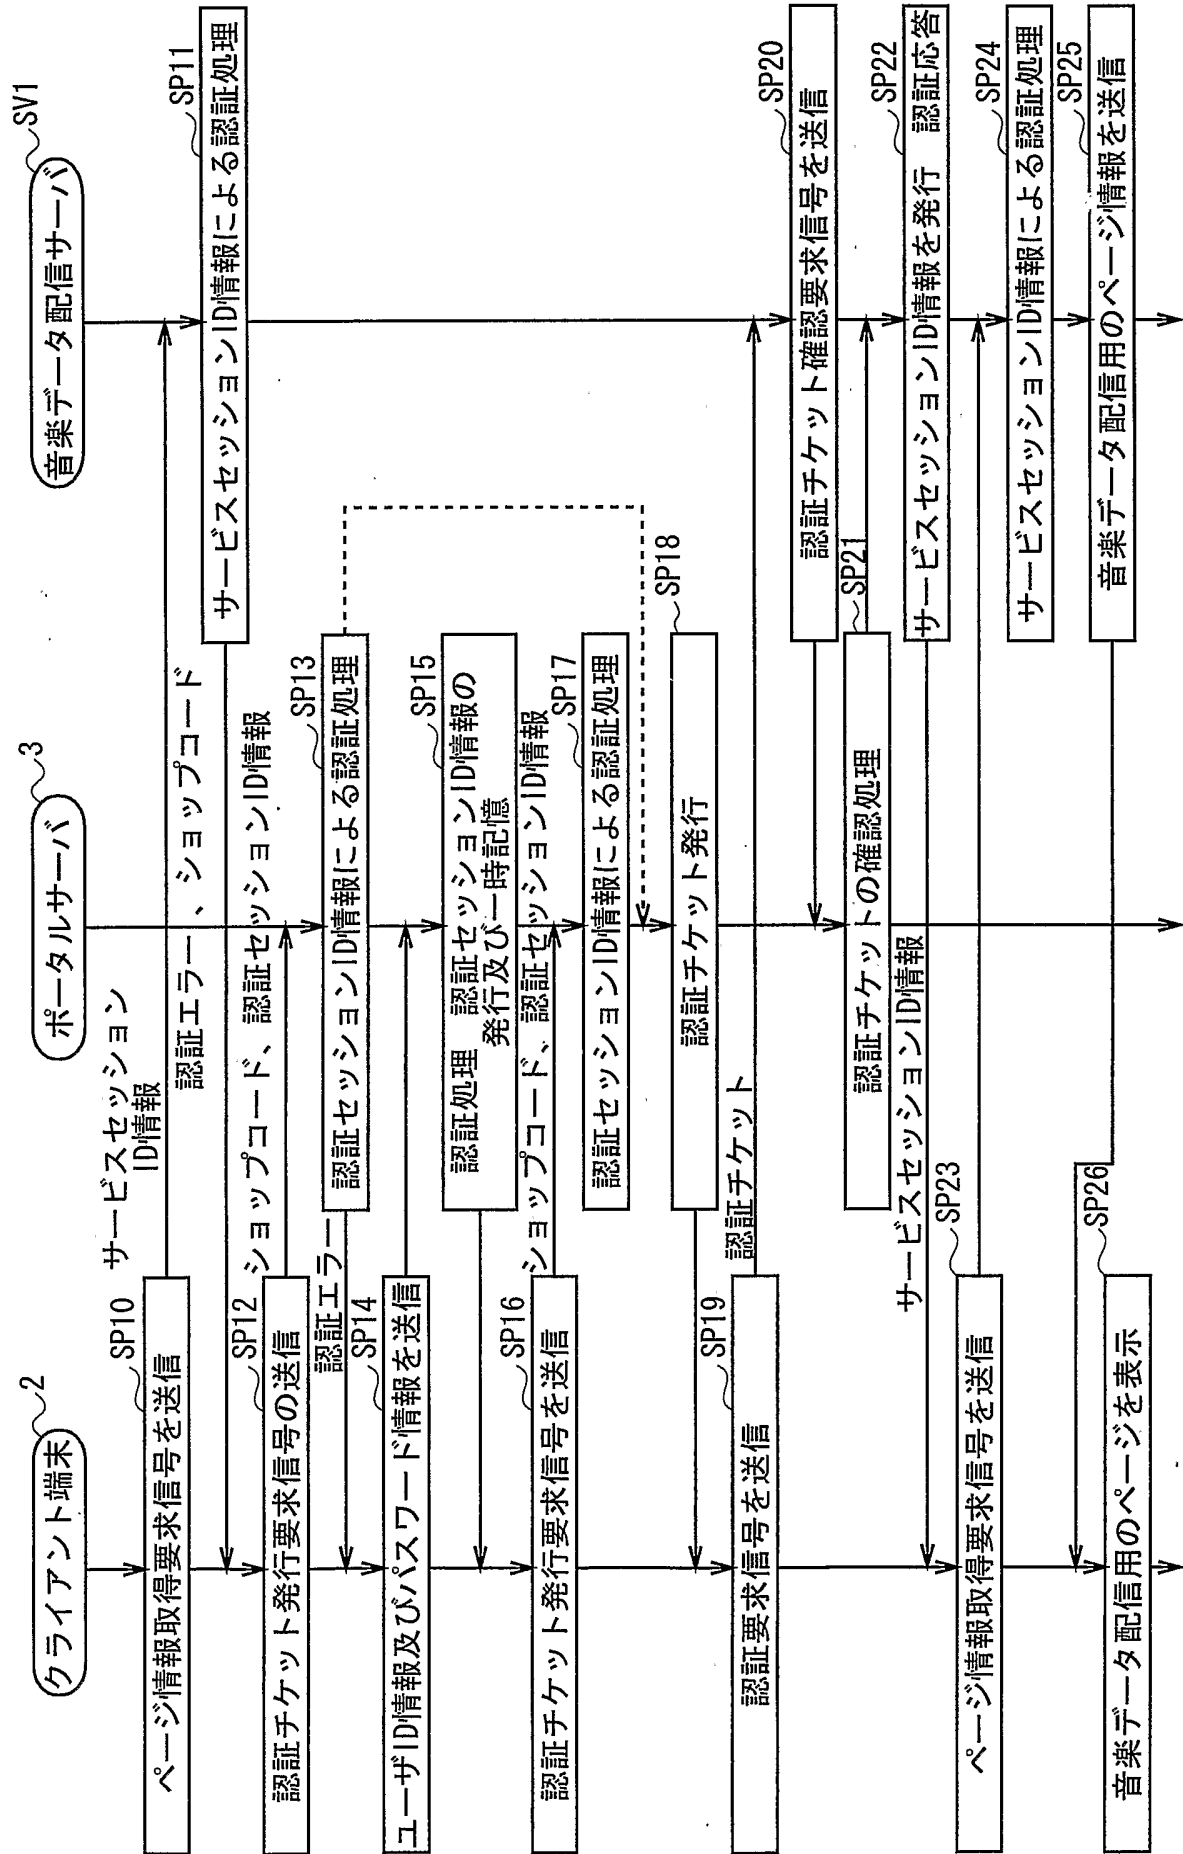 クライアント端末
2
ポータルサーバ
3
音楽データ配信サーバ
SV1
SP10
ページ情報取得要求信号を送信
サービスセッション
ID情報
SP11
サービスセッションID情報による認証処理
認証エラー、ショップコード
SP12
認証チケット発行要求信号の送信
ショップコード、認証セッションID情報
SP13
認証セッションID情報による認証処理
認証エラー
SP14
ユーザID情報及びパスワード情報を送信
SP15
認証処理 認証セッションID情報の
発行及び一時記憶
SP16
認証チケット発行要求信号を送信
ショップコード、認証セッションID情報
SP17
認証セッションID情報による認証処理
SP18
認証チケット発行
SP19
認証要求信号を送信
認証チケット
SP20
認証チケット確認要求信号を送信
SP21
認証チケットの確認処理
SP22
サービスセッションID情報を発行 認証応答
サービスセッションID情報
SP23
ページ情報取得要求信号を送信
SP24
サービスセッションID情報による認証処理
SP25
音楽データ配信用のページ情報を送信
SP26
音楽データ配信用のページを表示